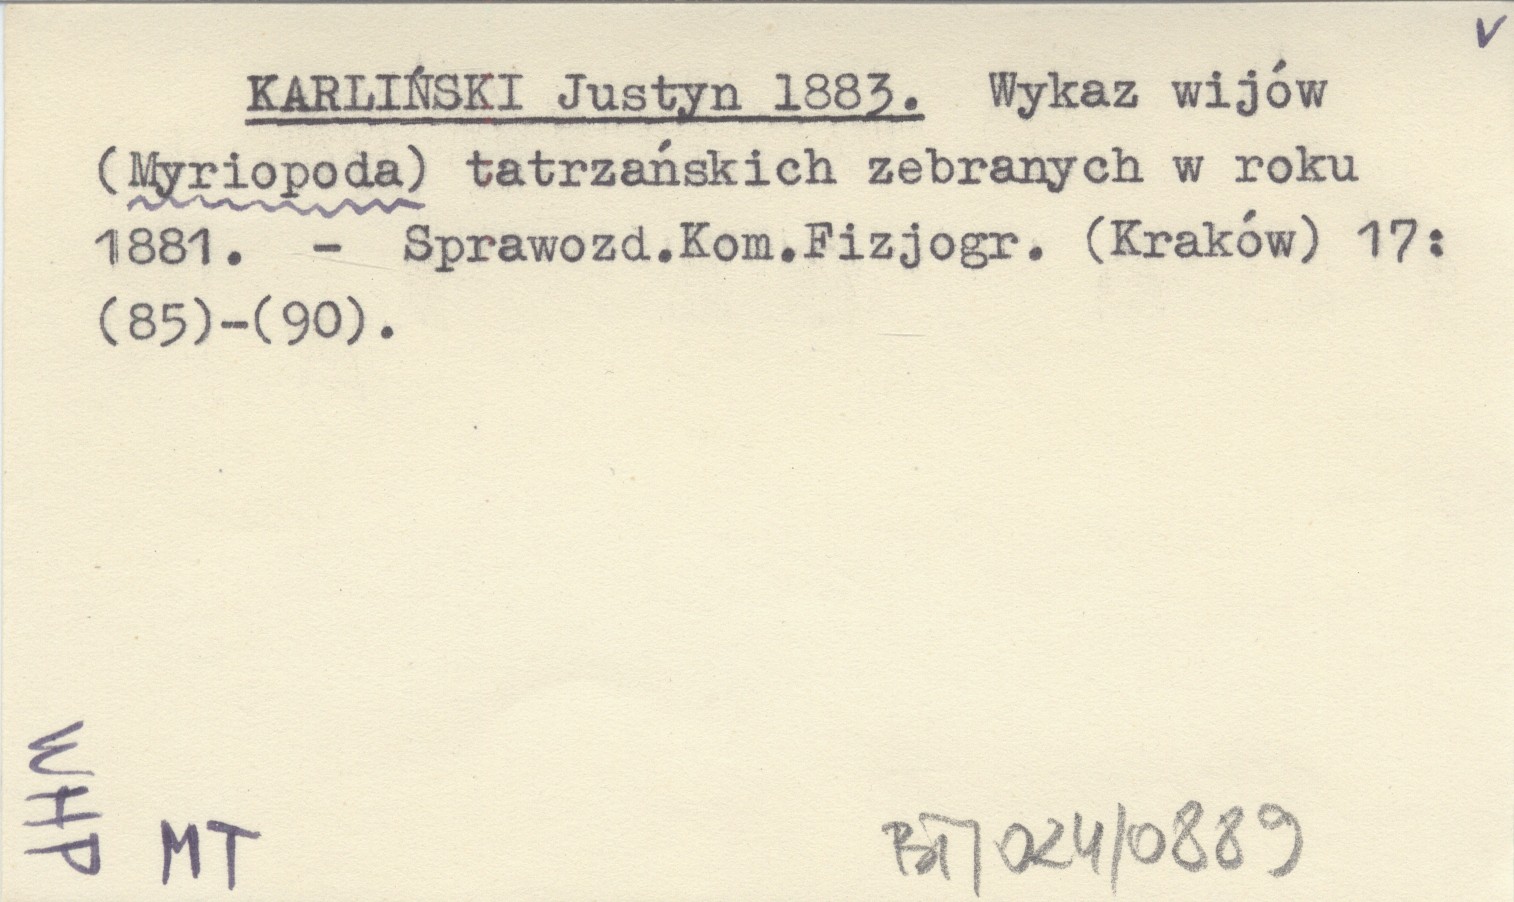 v
KARLIŃSKI Justyn 1883. Wykaz wijów
(Myriopoda) tatrzańskich zebranych w roku
1881. - Sprawozd.Kom.Fizjogr. (Kraków) 17:
(85)-(90).
WHP
MT
024/0889